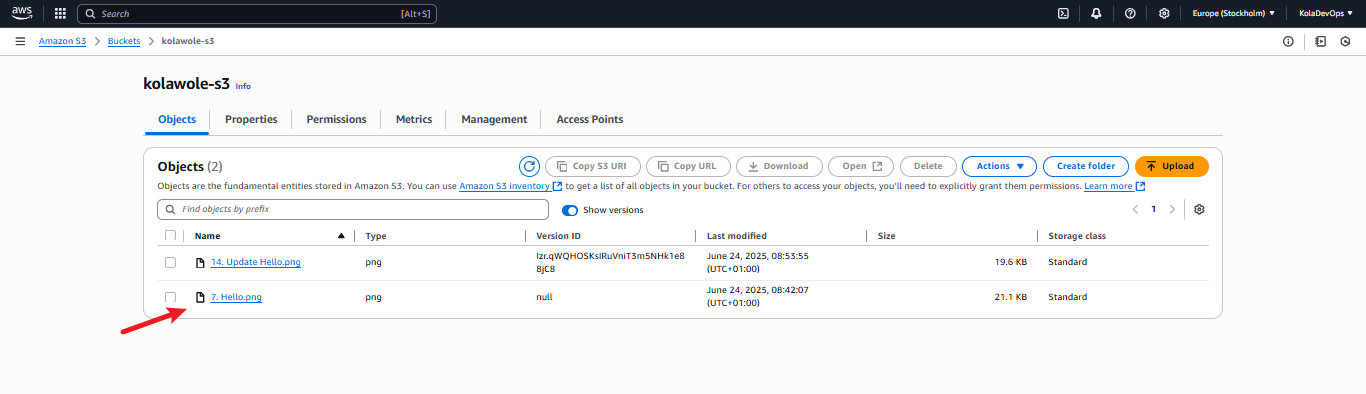 aws
Search [Alt+S] Europe (Stockholm) KolaDevOps
Amazon S3 Buckets kolawole-s3
kolawole-s3 Info
Objects Properties Permissions Metrics Management Access Points
Objects (2) Copy S3 URI Copy URL Download Open Delete Actions Create folder Upload
Objects are the fundamental entities stored in Amazon S3. You can use Amazon S3 inventory to get a list of all objects in your bucket. For others to access your objects, you'll need to explicitly grant them permissions. Learn more
Find objects by prefix Show versions 1
Name Type Version ID Last modified Size Storage class
14. Update Hello.png png June 24, 2025, 08:53:55 (UTC+01:00) 19.6 KB Standard
7. Hello.png png null June 24, 2025, 08:42:07 (UTC+01:00) 21.1 KB Standard